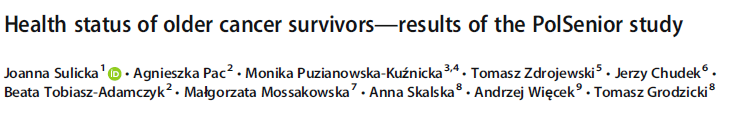 Health status of older cancer survivors—results of the PolSenior study
Joanna Sulicka1 iD · Agnieszka Pac2 · Monika Puzianowska-Kuźnicka3,4 · Tomasz Zdrojewski5 · Jerzy Chudek6 ·
Beata Tobiasz-Adamczyk2 · Małgorzata Mossakowska7 · Anna Skalska8 · Andrzej Więcek9 · Tomasz Grodzicki8